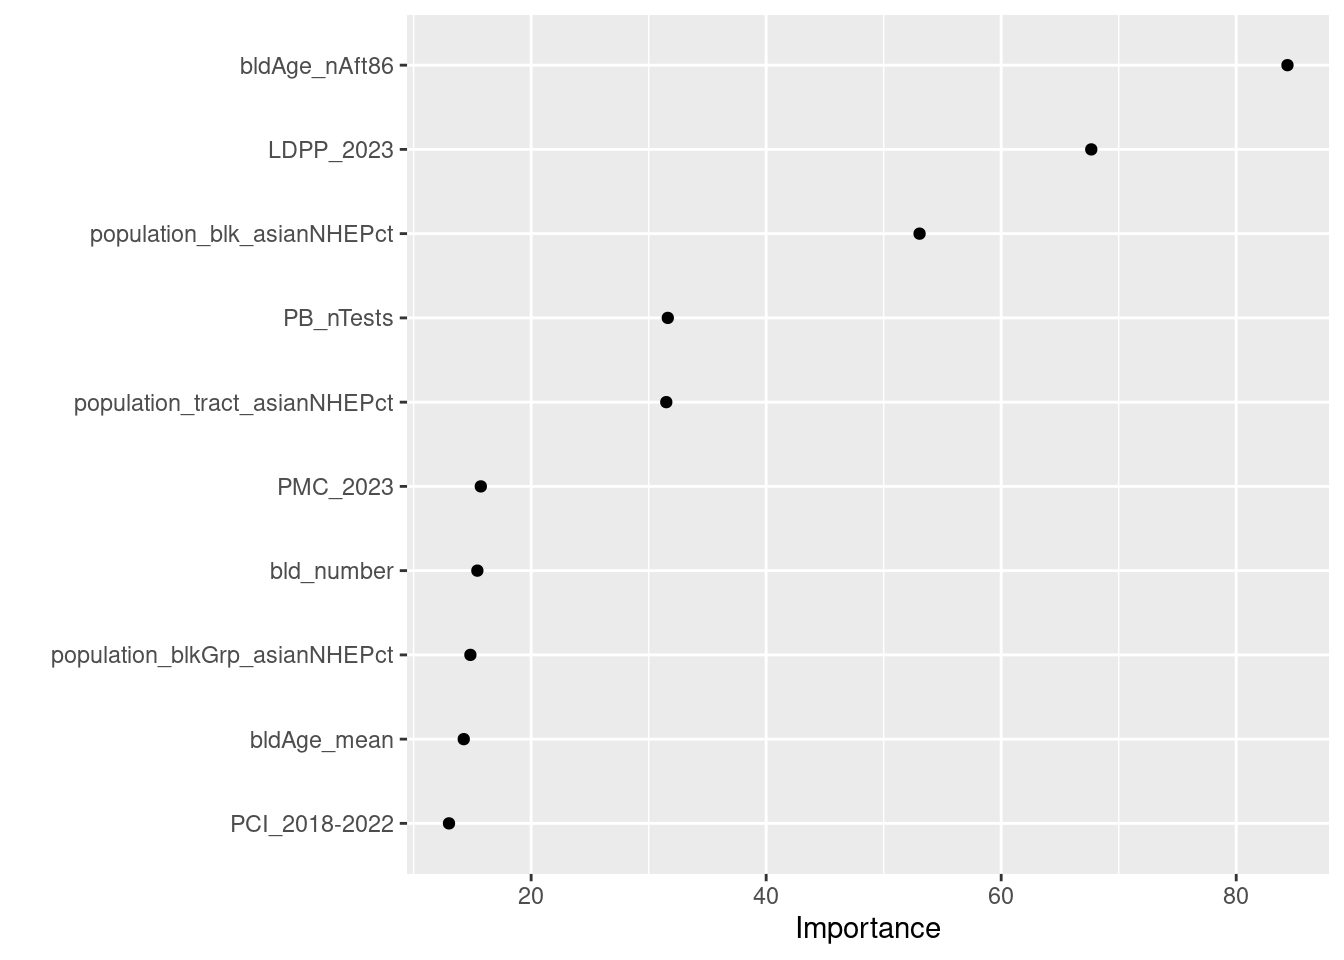 bldAge_nAft86
LDPP_2023
population_blk_asianNHEPct
PB_nTests
population_tract_asianNHEPct
PMC_2023
bld_number
population_blkGrp_asianNHEPct
bldAge_mean
PCI_2018-2022
20 40 60 80
Importance